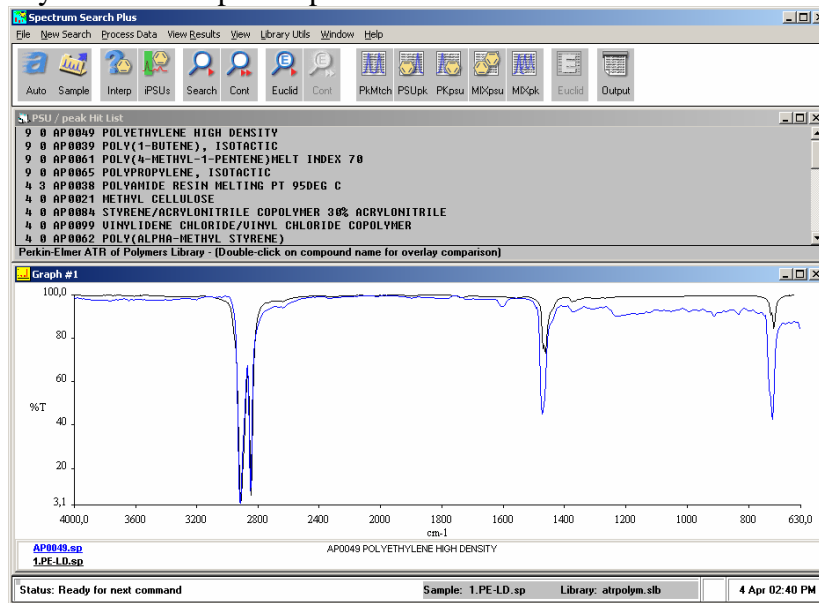 Spectrum Search Plus
File New Search Process Data View Results View Library Utils Window Help
Auto Sample Interp iPSUs Search Cont Euclid Cont PkMtch PSUpk PKpsu MIXpsu MIXpk Euclid Output
PSU / peak Hit List
9 0 AP0049 POLYETHYLENE HIGH DENSITY
9 0 AP0039 POLY(1-BUTENE), ISOTACTIC
9 0 AP0061 POLY(4-METHYL-1-PENTENE)MELT INDEX 70
9 0 AP0065 POLYPROPYLENE, ISOTACTIC
4 3 AP0038 POLYAMIDE RESIN MELTING PT 95DEG C
4 0 AP0021 METHYL CELLULOSE
4 0 AP0084 STYRENE/ACRYLONITRILE COPOLYMER 30% ACRYLONITRILE
4 0 AP0099 VINYLIDENE CHLORIDE/VINYL CHLORIDE COPOLYMER
4 0 AP0062 POLY(ALPHA-METHYL STYRENE)
Perkin-Elmer ATR of Polymers Library - (Double-click on compound name for overlay comparison)
Graph #1
100,0
80
60
%T
40
20
3,1
4000,0 3600 3200 2800 2400 2000 1800 1600 1400 1200 1000 800 630,0
cm-1
AP0049.sp AP0049 POLYETHYLENE HIGH DENSITY
1.PE-LD.sp
Status: Ready for next command Sample: 1.PE-LD.sp Library: atrpolym.slb 4 Apr 02:40 PM